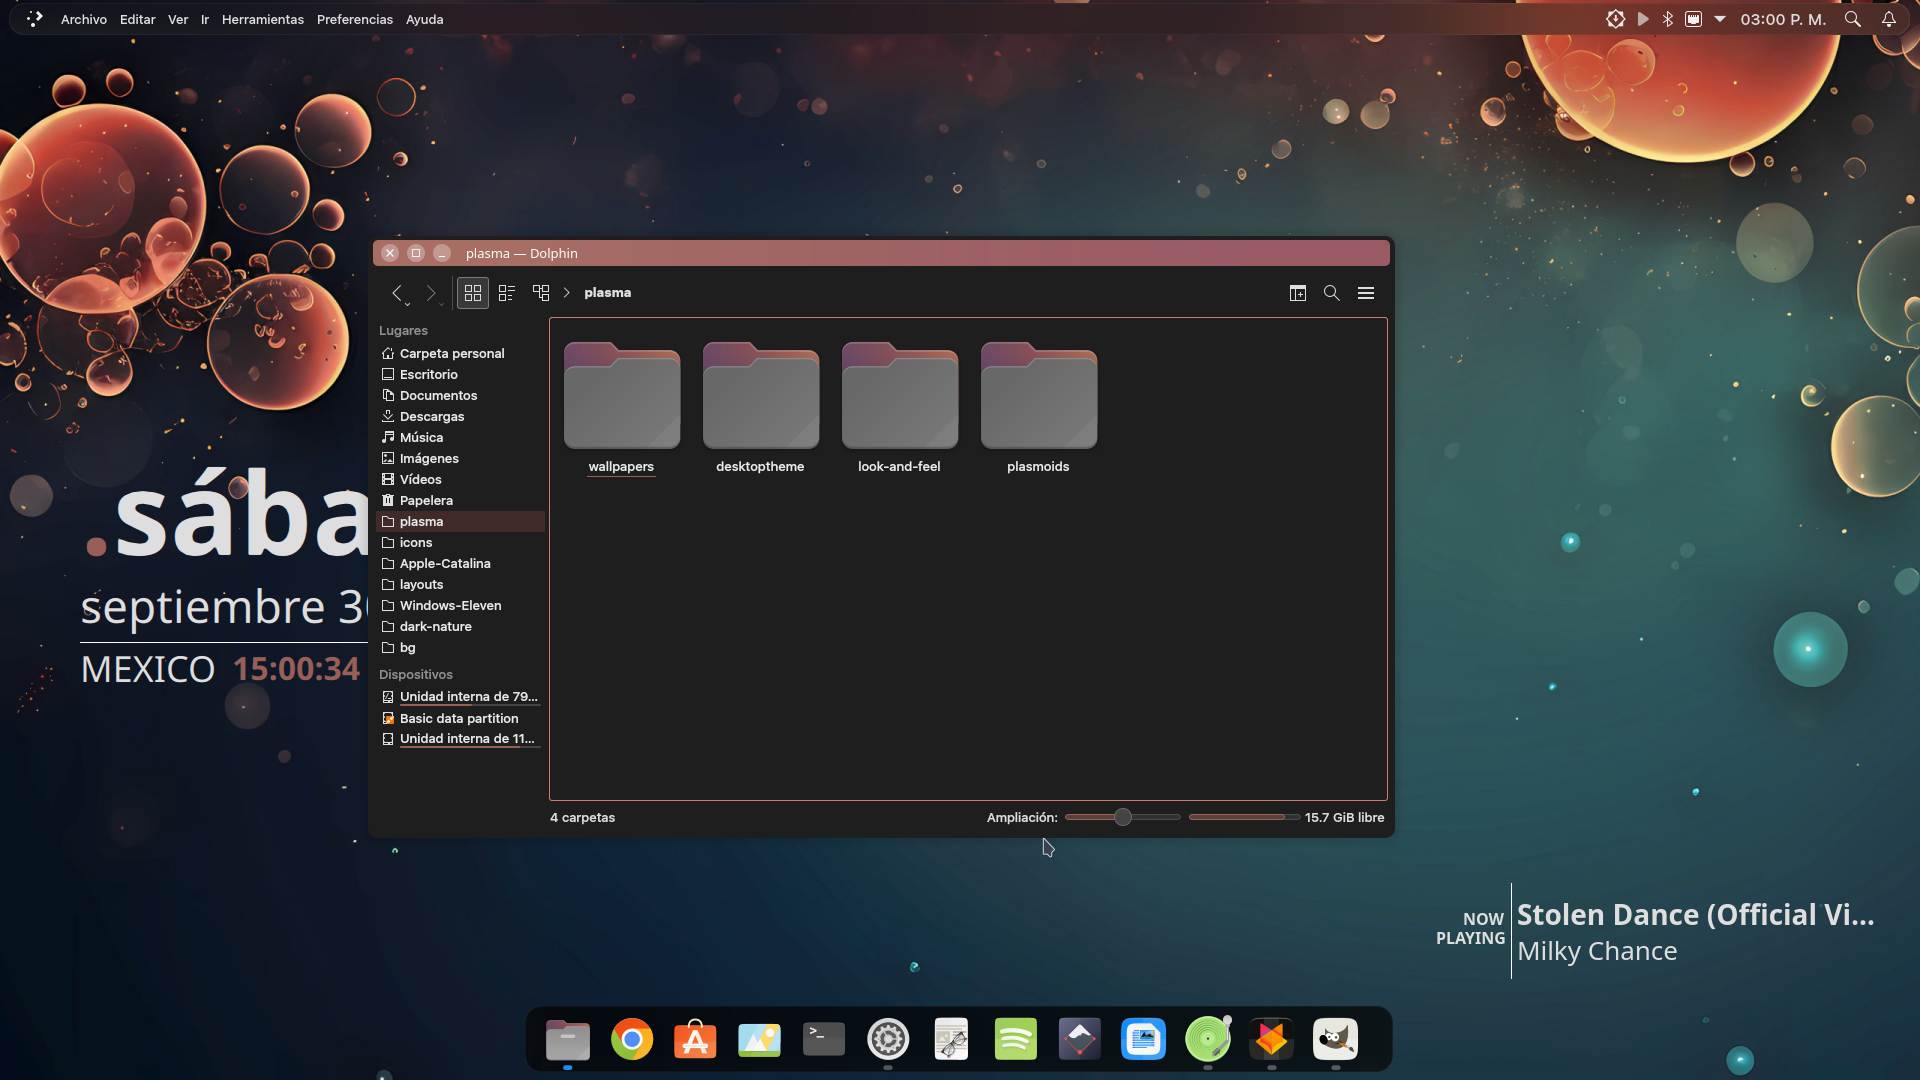 Archivo Editar Ver Ir Herramientas Preferencias Ayuda
03:00 P. M.
plasma — Dolphin
plasma
Lugares
Carpeta personal
Escritorio
Documentos
Descargas
Música
Imágenes
Vídeos
Papelera
plasma
icons
Apple-Catalina
layouts
Windows-Eleven
dark-nature
bg
Dispositivos
Unidad interna de 79...
Basic data partition
Unidad interna de 11...
wallpapers
desktoptheme
look-and-feel
plasmoids
4 carpetas
Ampliación:
15.7 GiB libre
.sába
septiembre 3
MEXICO 15:00:34
NOW
PLAYING
Stolen Dance (Official Vi...
Milky Chance
>_